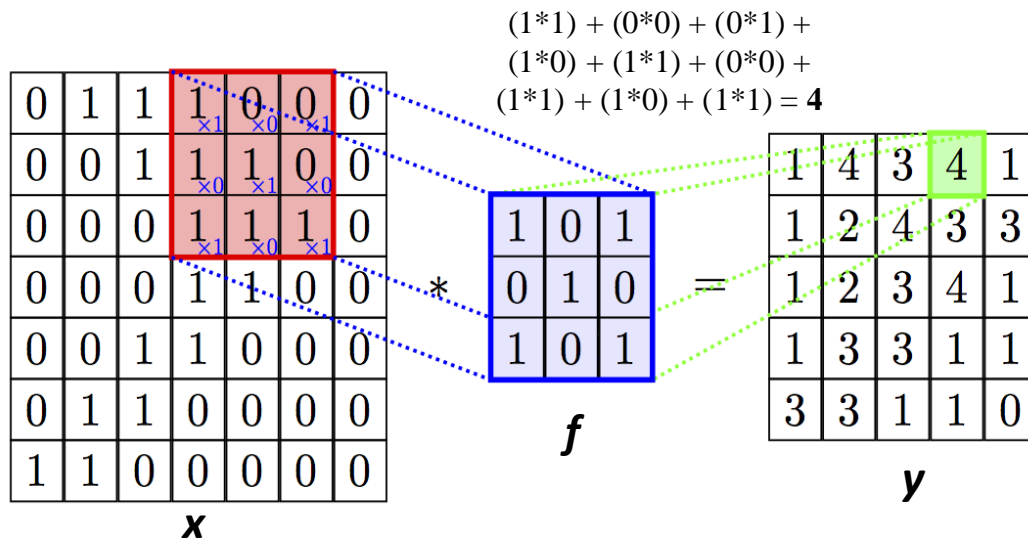 (1*1) + (0*0) + (0*1) +
(1*0) + (1*1) + (0*0) +
(1*1) + (1*0) + (1*1) = 4
0 1 1 1×1 0×0 0×1 0
0 0 1 1×0 1×1 0×0 0
0 0 0 1×1 1×0 1×1 0
0 0 0 1 1 0 0
0 0 1 1 0 0 0
0 1 1 0 0 0 0
1 1 0 0 0 0 0
x
*
1 0 1
0 1 0
1 0 1
f
=
1 4 3 4 1
1 2 4 3 3
1 2 3 4 1
1 3 3 1 1
3 3 1 1 0
y